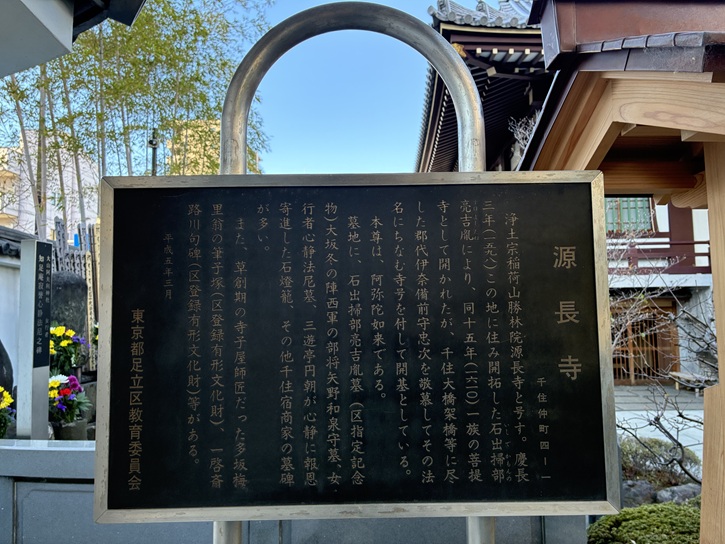 源長寺
千住仲町四ー一
浄土宗稲荷山勝林院源長寺と号す。慶長
三年(一五九八)この地に住み開拓した石出掃部
亮吉胤により、同十五年(一六一〇)一族の菩提
寺として開かれたが、千住大橋架橋等に尽
した郡代伊奈備前守忠次を敬慕してその法
名にちなむ寺号を付して開基としている。
本尊は、阿弥陀如来である。
墓地に、石出掃部亮吉胤墓(区指定記念
物)大坂冬の陣西軍の部将矢野和泉守墓、女
行者心静法尼墓、三遊亭円朝が心静に報恩
寄進した石燈籠、その他千住宿商家の墓碑
が多い。
また、草創期の寺子屋師匠だった多坂梅
里翁の筆子塚(区登録有形文化財)、一啓斎
路川句碑(区登録有形文化財)等がある。
平成五年三月
東京都足立区教育委員会